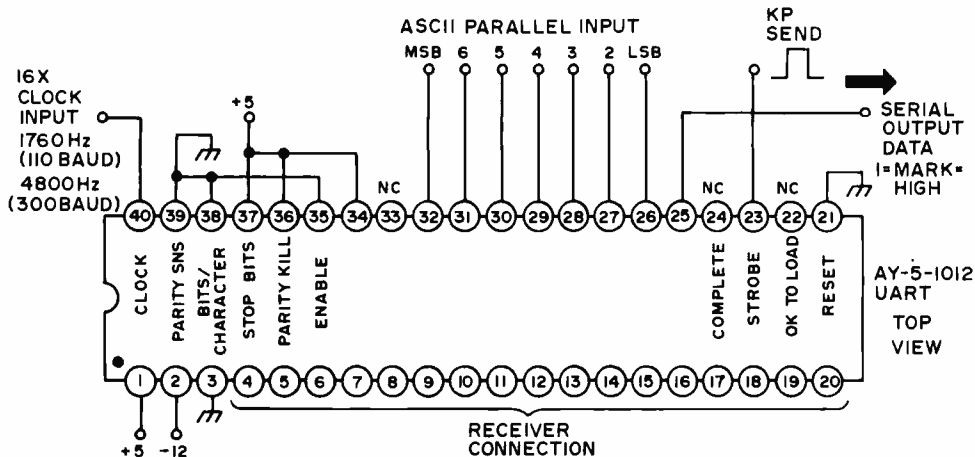 ASCII PARALLEL INPUT
MSB 6 5 4 3 2 LSB
KP
SEND
16X
CLOCK
INPUT
1760 Hz
(110 BAUD)
4800Hz
(300BAUD)
+5
NC
NC
NC
SERIAL
OUTPUT
DATA
1=MARK=
HIGH
40 39 38 37 36 35 34 33 32 31 30 29 28 27 26 25 24 23 22 21
CLOCK
PARITY SNS
BITS/
CHARACTER
STOP BITS
PARITY KILL
ENABLE
COMPLETE
STROBE
OK TO LOAD
RESET
AY-5-1012
UART
TOP
VIEW
1 2 3 4 5 6 7 8 9 10 11 12 13 14 15 16 17 18 19 20
+5 -12
RECEIVER
CONNECTION